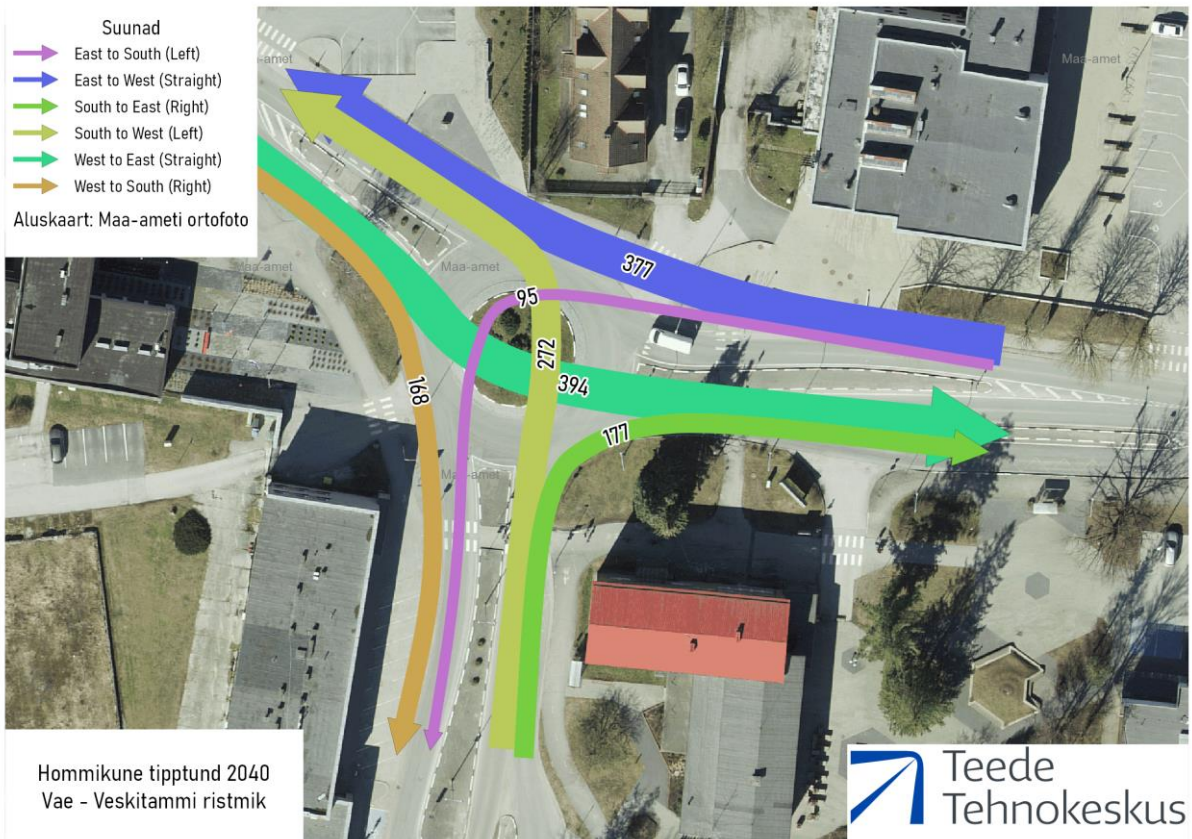 Suunad
East to South (Left)
East to West (Straight)
South to East (Right)
South to West (Left)
West to East (Straight)
West to South (Right)
Aluskaart: Maa-ameti ortofoto
a-amet
Maa-amet
Maa-amet
Maa-amet
Maa-amet
377
95
272
394
168
177
Hommikune tipptund 2040
Vae - Veskitammi ristmik
Teede
Tehnokeskus